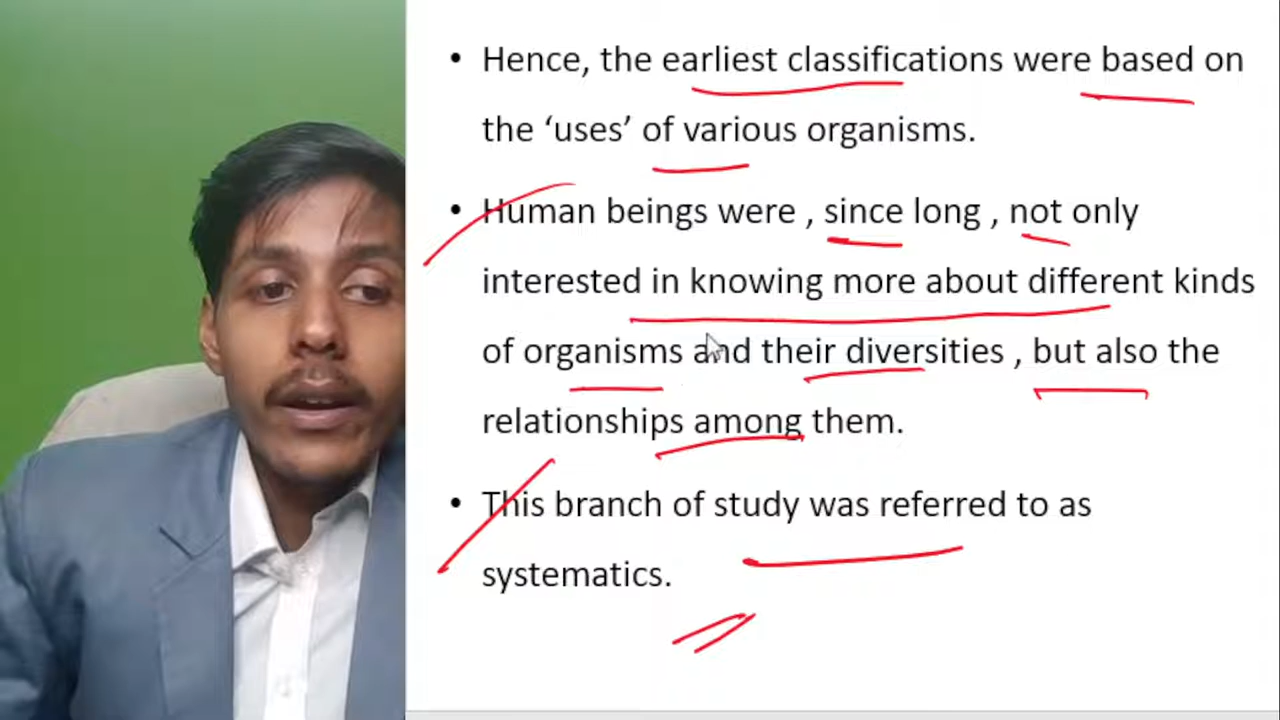 • Hence, the earliest classifications were based on
the ‘uses’ of various organisms.
• Human beings were , since long , not only
interested in knowing more about different kinds
of organisms and their diversities , but also the
relationships among them.
• This branch of study was referred to as
systematics.